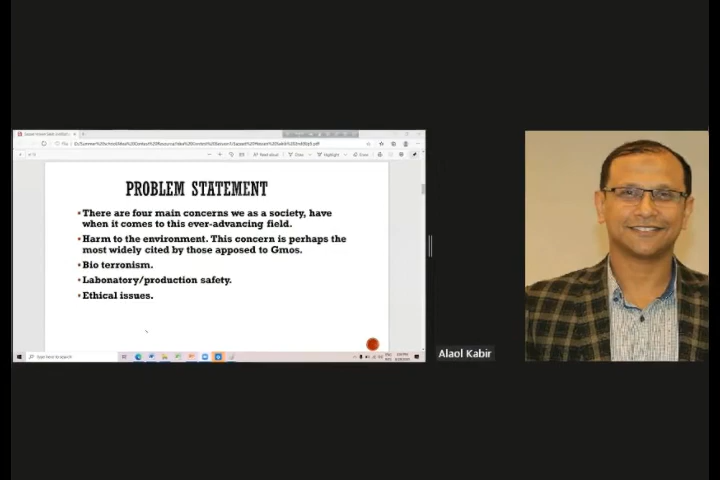 PROBLEM STATEMENT
There are four main concerns we as a society, have
when it comes to this ever-advancing field.
Harm to the environment. This concern is perhaps the
most widely cited by those apposed to Gmos.
Bio terronism.
Labonatory/production safety.
Ethical issues.
Alaol Kabir